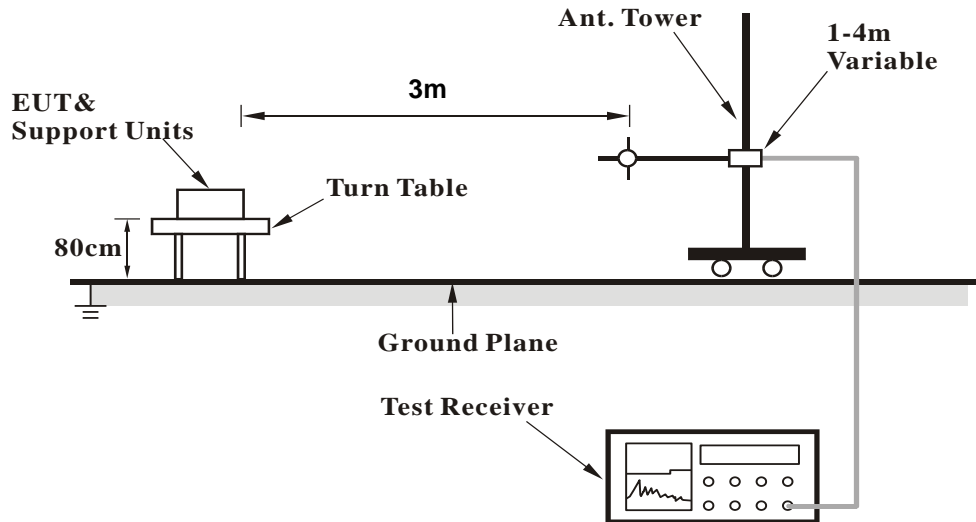 Ant. Tower
1-4m
Variable
3m
EUT&
Support Units
Turn Table
80cm
Ground Plane
Test Receiver